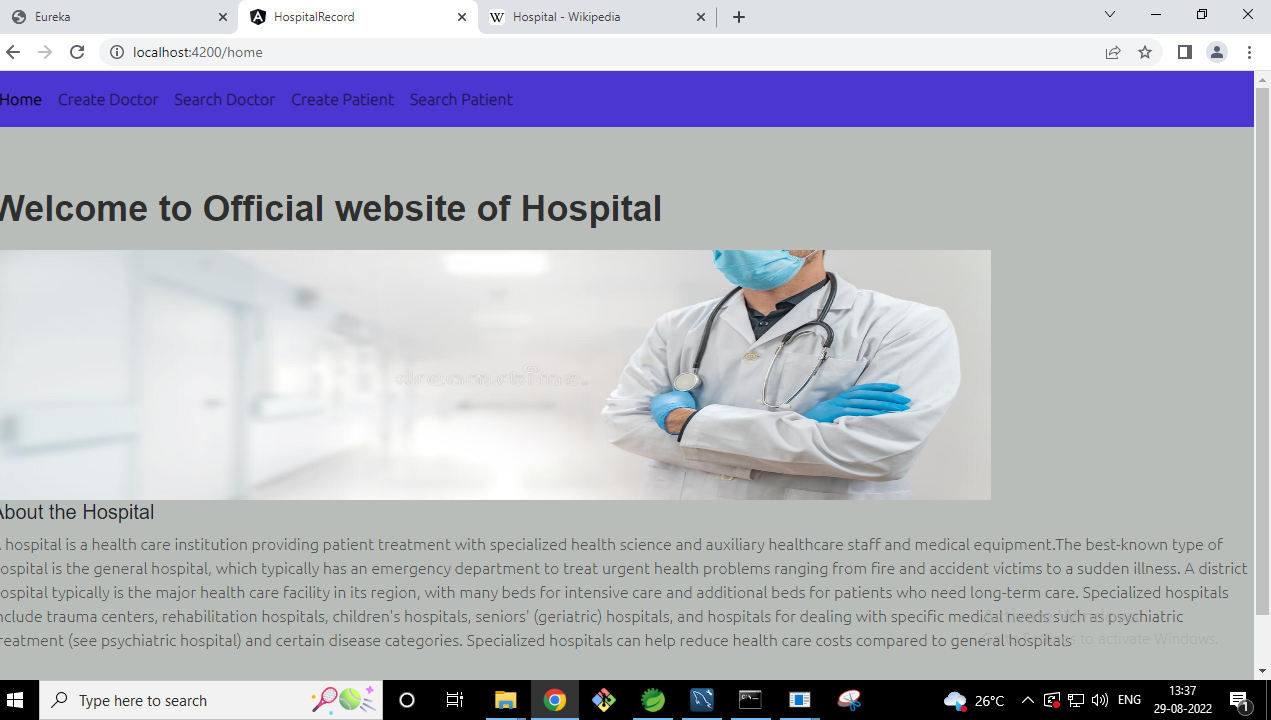 Eureka
HospitalRecord
Hospital - Wikipedia
localhost:4200/home
Home Create Doctor Search Doctor Create Patient Search Patient
Welcome to Official website of Hospital
dreamstime.
About the Hospital
hospital is a health care institution providing patient treatment with specialized health science and auxiliary healthcare staff and medical equipment.The best-known type of
ospital is the general hospital, which typically has an emergency department to treat urgent health problems ranging from fire and accident victims to a sudden illness. A district
ospital typically is the major health care facility in its region, with many beds for intensive care and additional beds for patients who need long-term care. Specialized hospitals
nclude trauma centers, rehabilitation hospitals, children's hospitals, seniors' (geriatric) hospitals, and hospitals for dealing with specific medical needs such as psychiatric
reatment (see psychiatric hospital) and certain disease categories. Specialized hospitals can help reduce health care costs compared to general hospitals
Activate Windows
to activate Windows.
Type here to search
26°C
ENG
13:37
29-08-2022
1